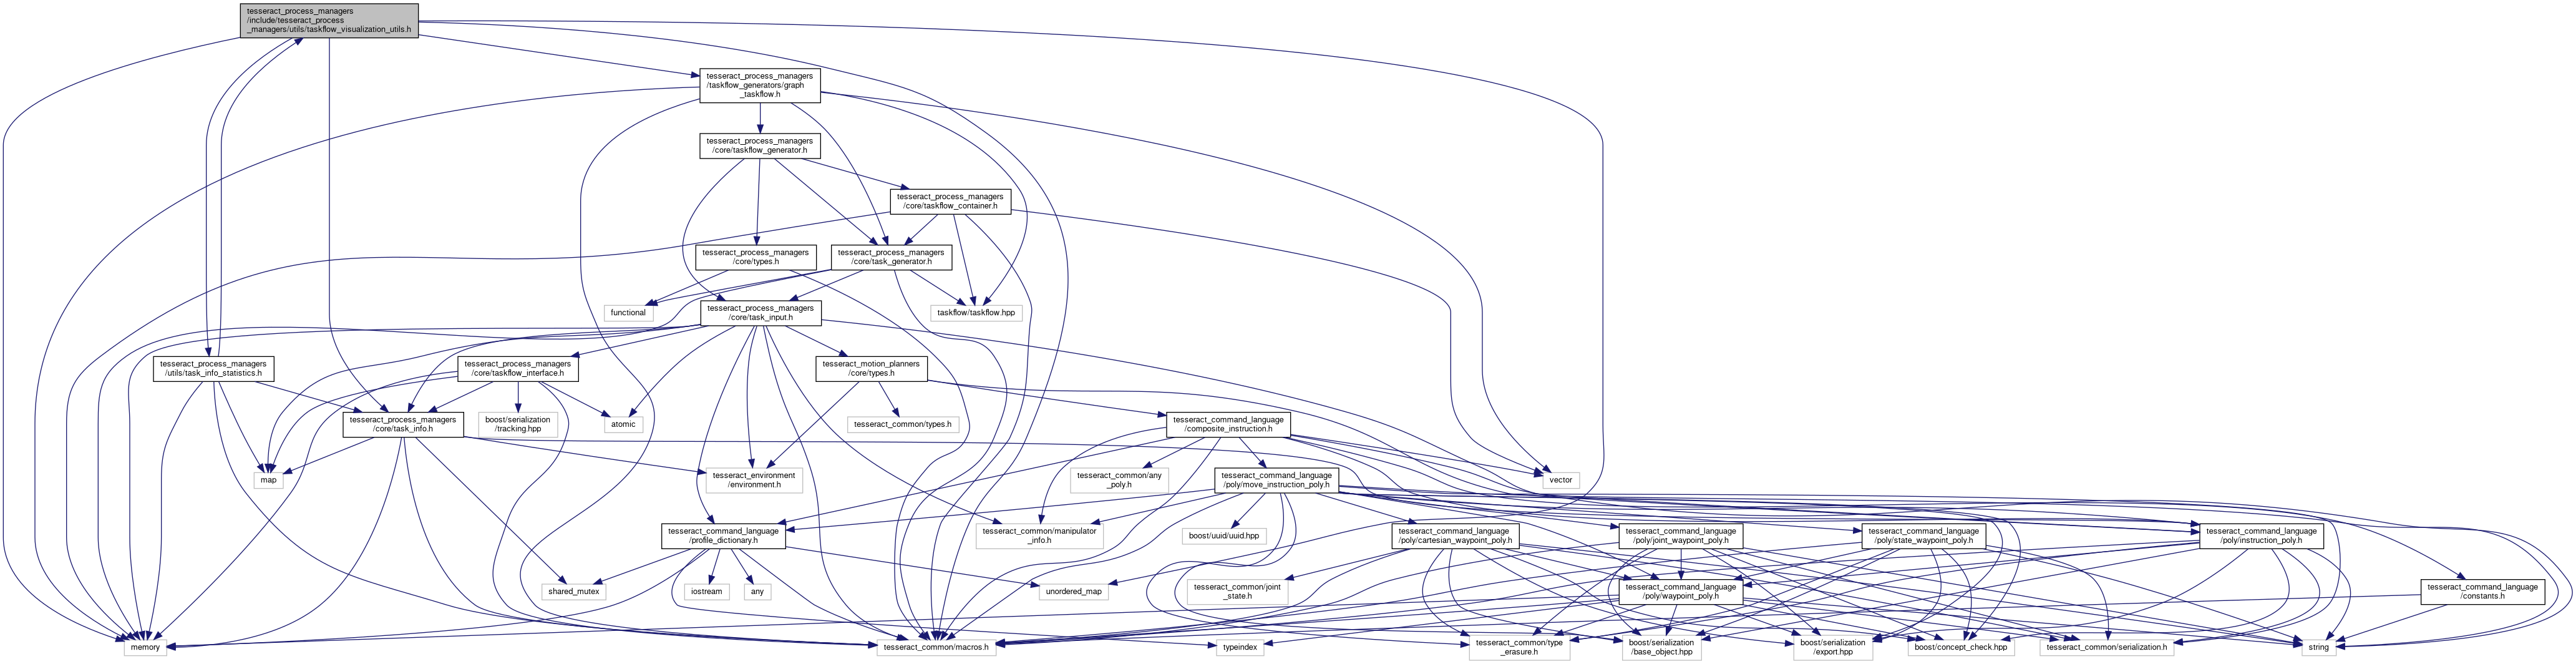 tesseract_process_managers
/include/tesseract_process
_managers/utils/taskflow_visualization_utils.h
tesseract_process_managers
/taskflow_generators/graph
_taskflow.h
tesseract_process_managers
/core/taskflow_generator.h
tesseract_process_managers
/core/taskflow_container.h
tesseract_process_managers
/core/types.h
tesseract_process_managers
/core/task_generator.h
functional
tesseract_process_managers
/core/task_input.h
taskflow/taskflow.hpp
tesseract_process_managers
/utils/task_info_statistics.h
tesseract_process_managers
/core/taskflow_interface.h
tesseract_motion_planners
/core/types.h
tesseract_process_managers
/core/task_info.h
boost/serialization
/tracking.hpp
atomic
tesseract_common/types.h
tesseract_command_language
/composite_instruction.h
map
tesseract_environment
/environment.h
tesseract_common/any
_poly.h
tesseract_command_language
/poly/move_instruction_poly.h
vector
tesseract_command_language
/profile_dictionary.h
tesseract_common/manipulator
_info.h
boost/uuid/uuid.hpp
tesseract_command_language
/poly/cartesian_waypoint_poly.h
tesseract_command_language
/poly/joint_waypoint_poly.h
tesseract_command_language
/poly/state_waypoint_poly.h
tesseract_command_language
/poly/instruction_poly.h
shared_mutex
iostream
any
unordered_map
tesseract_common/joint
_state.h
tesseract_command_language
/poly/waypoint_poly.h
tesseract_command_language
/constants.h
memory
tesseract_common/macros.h
typeindex
tesseract_common/type
_erasure.h
boost/serialization
/base_object.hpp
boost/serialization
/export.hpp
boost/concept_check.hpp
tesseract_common/serialization.h
string